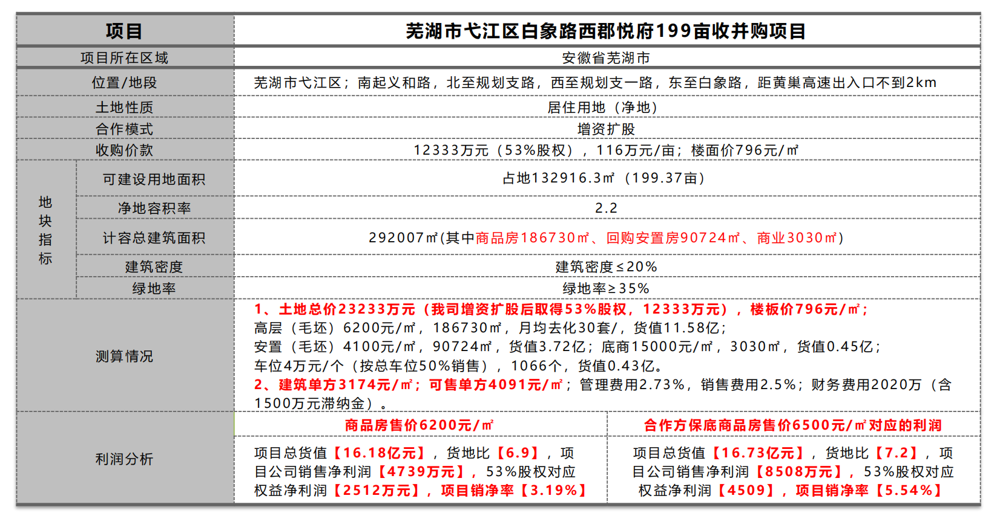 项目
芜湖市弋江区白象路西郡悦府199亩收并购项目
项目所在区域
安徽省芜湖市
位置/地段
芜湖市弋江区；南起义和路，北至规划支路，西至规划支一路，东至白象路，距黄巢高速出入口不到2km
土地性质
居住用地（净地）
合作模式
增资扩股
收购价款
12333万元（53%股权），116万元/亩；楼面价796元/㎡
地
块
指
标
可建设用地面积
占地132916.3㎡（199.37亩）
净地容积率
2.2
计容总建筑面积
292007㎡(其中商品房186730㎡、回购安置房90724㎡、商业3030㎡)
建筑密度
建筑密度≤20%
绿地率
绿地率≥35%
测算情况
1、土地总价23233万元（我司增资扩股后取得53%股权，12333万元），楼板价796元/㎡；
高层（毛坯）6200元/㎡，186730㎡，月均去化30套/，货值11.58亿；
安置（毛坯）4100元/㎡，90724㎡，货值3.72亿；底商15000元/㎡，3030㎡，货值0.45亿；
车位4万元/个（按总车位50%销售），1066个，货值0.43亿。
2、建筑单方3174元/㎡；可售单方4091元/㎡；管理费用2.73%，销售费用2.5%；财务费用2020万（含
1500万元滞纳金）。
利润分析
商品房售价6200元/㎡
项目总货值【16.18亿元】，货地比【6.9】，项
目公司销售净利润【4739万元】，53%股权对应
权益净利润【2512万元】，项目销净率【3.19%】
合作方保底商品房售价6500元/㎡对应的利润
项目总货值【16.73亿元】，货地比【7.2】，项
目公司销售净利润【8508万元】，53%股权对应
权益净利润【4509】，项目销净率【5.54%】